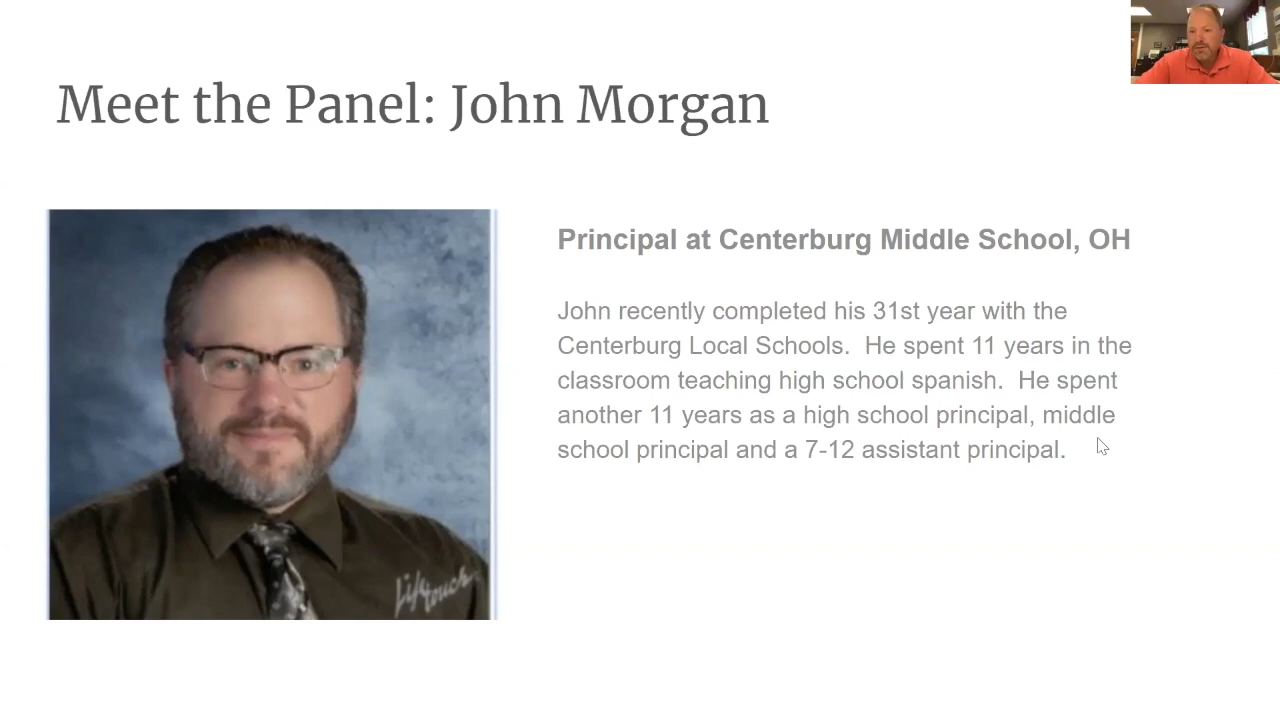 Meet the Panel: John Morgan
Principal at Centerburg Middle School, OH
John recently completed his 31st year with the
Centerburg Local Schools.  He spent 11 years in the
classroom teaching high school spanish.  He spent
another 11 years as a high school principal, middle
school principal and a 7-12 assistant principal.
Lifetouch